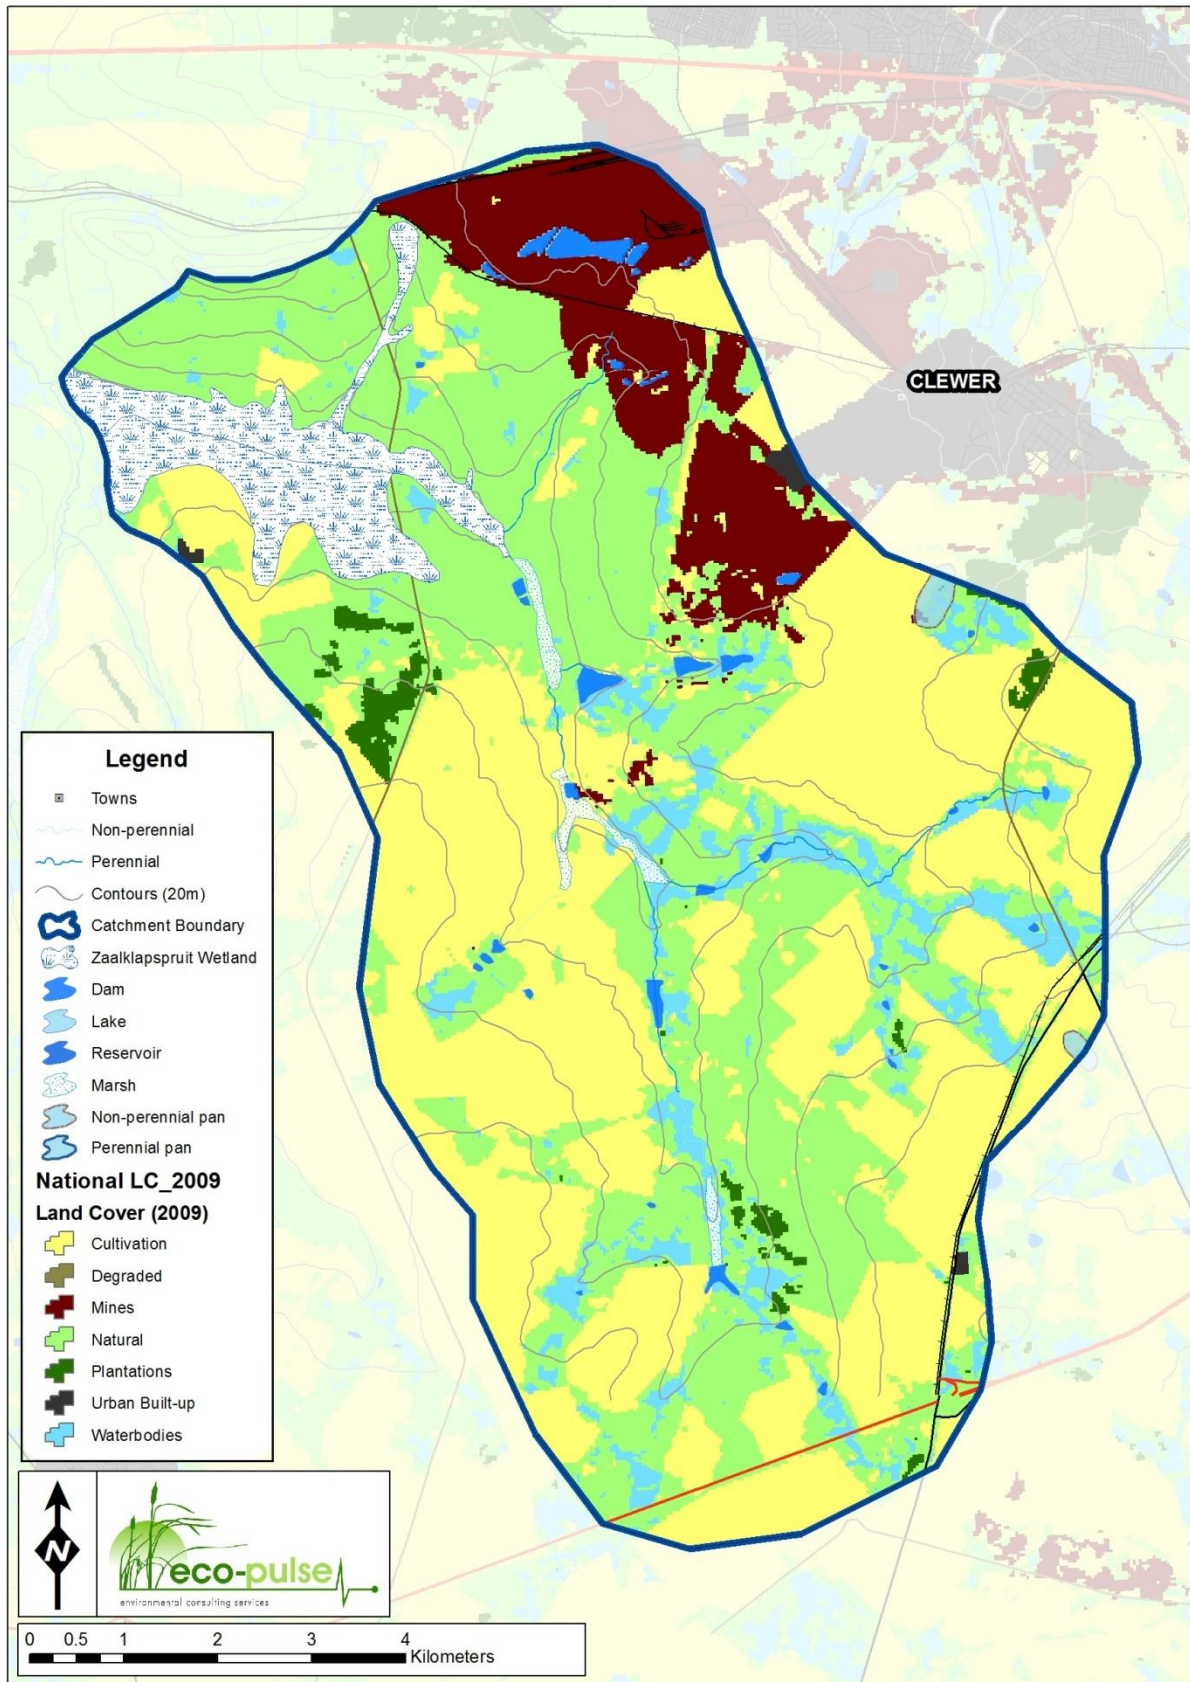 CLEWER
Legend
Towns
Non-perennial
Perennial
Contours (20m)
Catchment Boundary
Zaalklapspruit Wetland
Dam
Lake
Reservoir
Marsh
Non-perennial pan
Perennial pan
National LC_2009
Land Cover (2009)
Cultivation
Degraded
Mines
Natural
Plantations
Urban Built-up
Waterbodies
N
eco-pulse
environmental consulting services
0 0.5 1 2 3 4
Kilometers